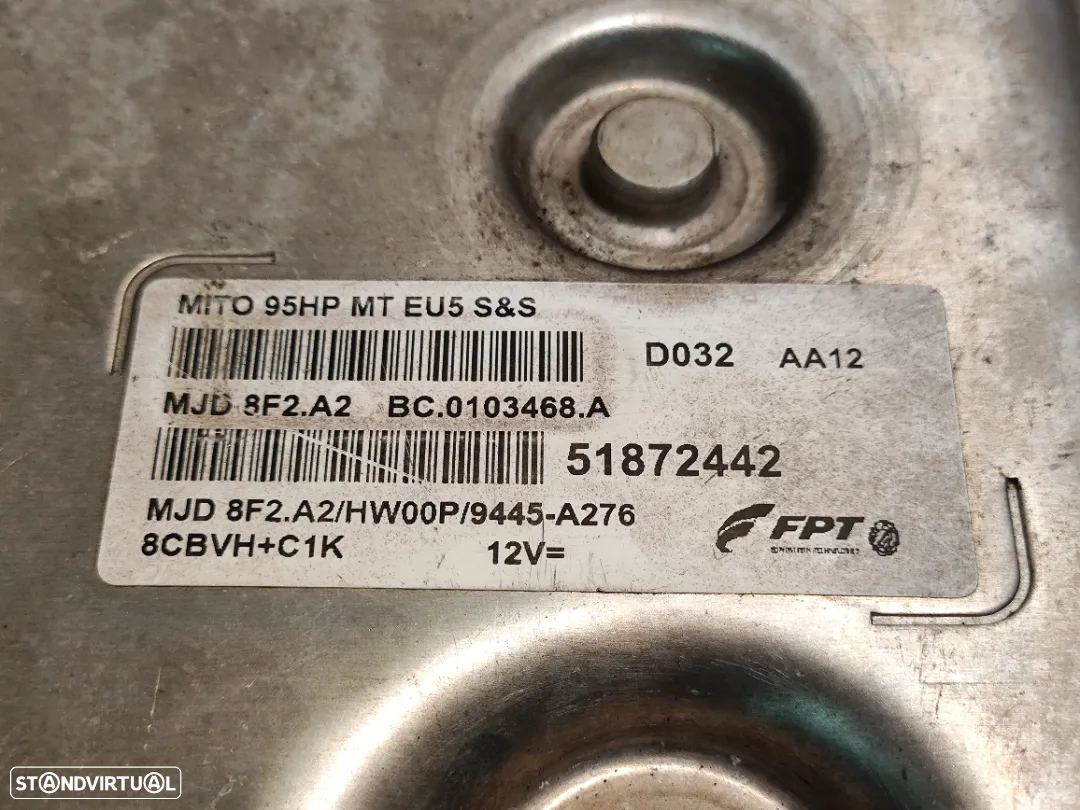 MITO 95HP MT EU5 S&S
D032 AA12
MJD 8F2.A2 BC.0103468.A
51872442
MJD 8F2.A2/HW00P/9445-A276
8CBVH+C1K 12V=
FPT
STANDVIRTUAL